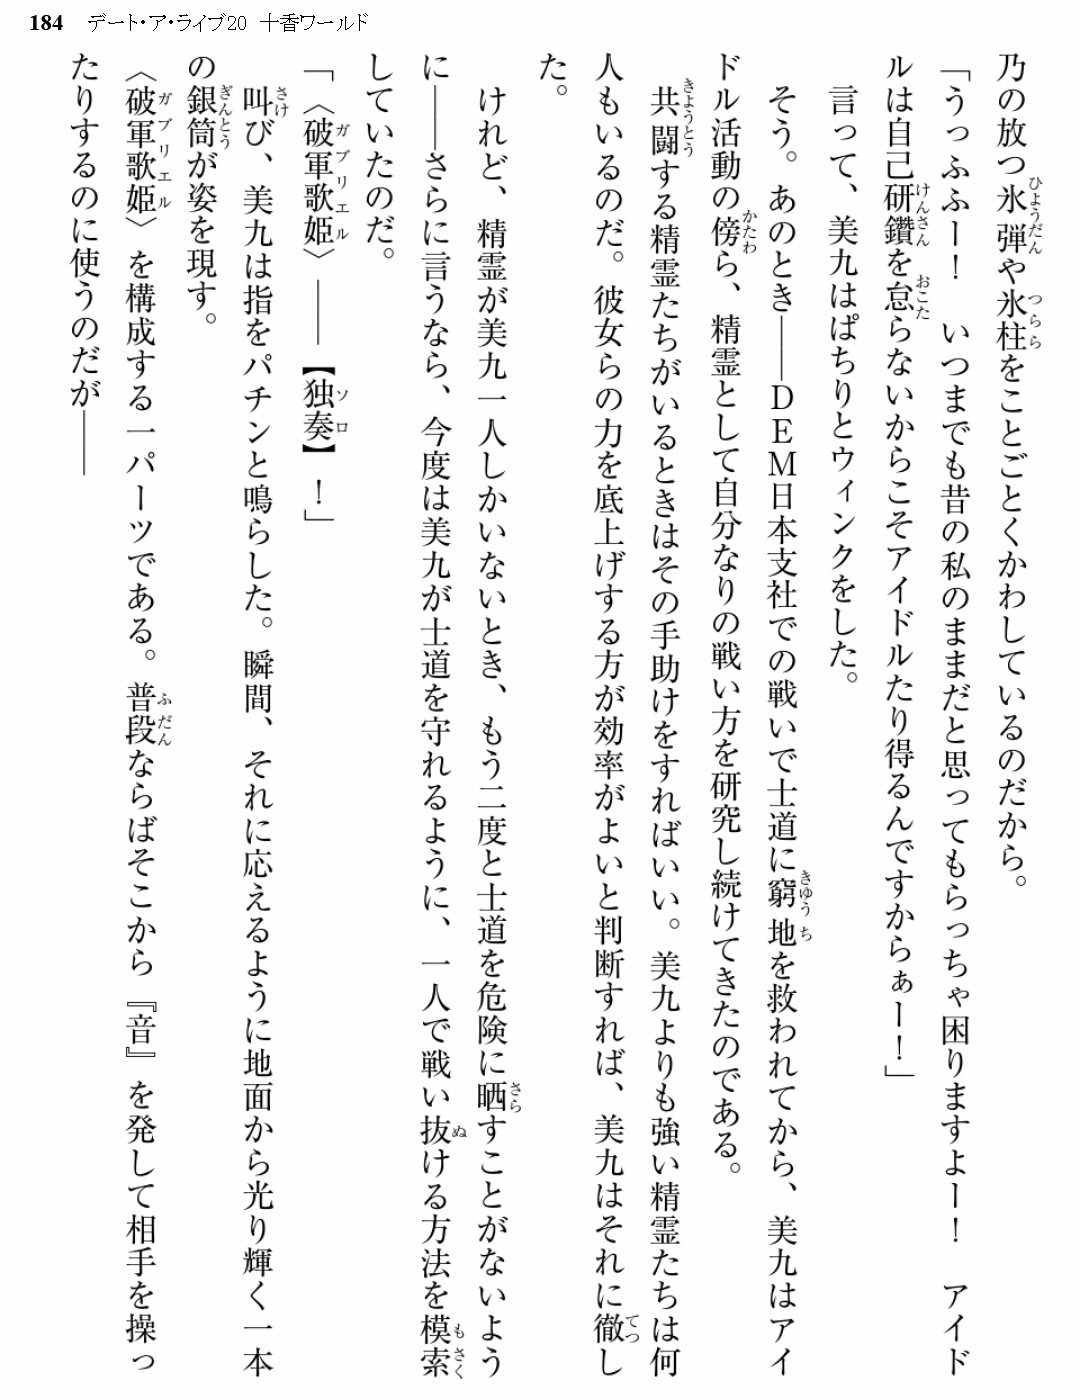 184 デート・ア・ライブ20 十香ワールド
乃の放つ氷弾や氷柱をことごとくかわしているのだから。
「うっふふー！　いつまでも昔の私のままだと思ってもらっちゃ困りますよー！　アイド
ルは自己研鑽を怠らないからこそアイドルたり得るんですからぁー！」
言って、美九はぱちりとウィンクをした。
そう。あのとき――DEM日本支社での戦いで士道に窮地を救われてから、美九はアイ
ドル活動の傍ら、精霊として自分なりの戦い方を研究し続けてきたのである。
共闘する精霊たちがいるときはその手助けをすればいい。美九よりも強い精霊たちは何
人もいるのだ。彼女らの力を底上げする方が効率がよいと判断すれば、美九はそれに徹し
た。
けれど、精霊が美九一人しかいないとき、もう二度と士道を危険に晒すことがないよう
に――さらに言うなら、今度は美九が士道を守れるように、一人で戦い抜ける方法を模索
していたのだ。
「〈破軍歌姫〉――【独奏】！」
叫び、美九は指をパチンと鳴らした。瞬間、それに応えるように地面から光り輝く一本
の銀筒が姿を現す。
〈破軍歌姫〉を構成する一パーツである。普段ならばそこから『音』を発して相手を操っ
たりするのに使うのだが――